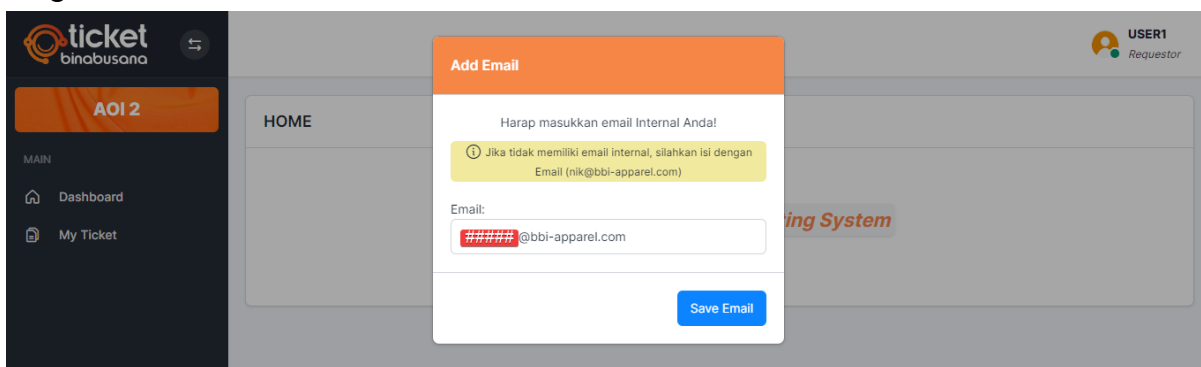 ticket
binabusana
USER1
Requestor
Add Email
AOI 2
HOME
Harap masukkan email Internal Anda!
Jika tidak memiliki email internal, silahkan isi dengan
Email (nik@bbi-apparel.com)
MAIN
Dashboard
Email:
ing System
My Ticket
#####@bbi-apparel.com
Save Email